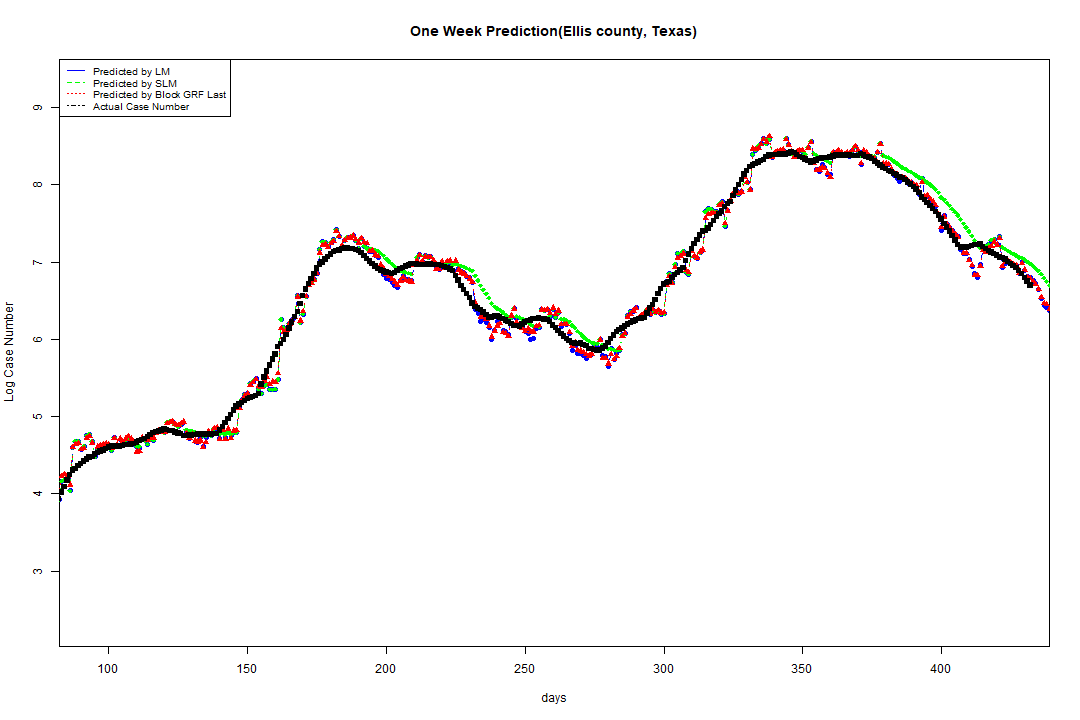 One Week Prediction(Ellis county, Texas)
Predicted by LM
Predicted by SLM
Predicted by Block GRF Last
Actual Case Number
9
8
7
6
5
4
3
Log Case Number
100 150 200 250 300 350 400
days